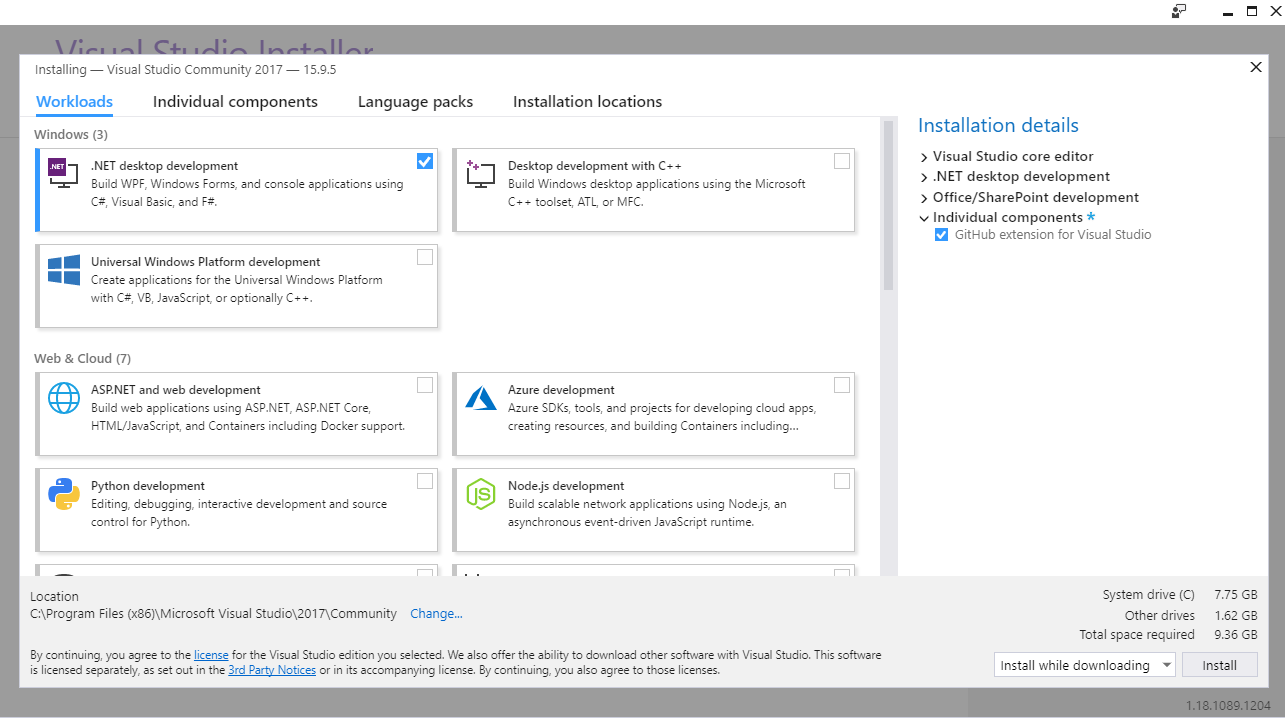 Visual Studio Installer
Installing — Visual Studio Community 2017 — 15.9.5
Workloads
Individual components
Language packs
Installation locations
Windows (3)
.NET
.NET desktop development
Build WPF, Windows Forms, and console applications using
C#, Visual Basic, and F#.
Desktop development with C++
Build Windows desktop applications using the Microsoft
C++ toolset, ATL, or MFC.
Universal Windows Platform development
Create applications for the Universal Windows Platform
with C#, VB, JavaScript, or optionally C++.
Web & Cloud (7)
ASP.NET and web development
Build web applications using ASP.NET, ASP.NET Core,
HTML/JavaScript, and Containers including Docker support.
Azure development
Azure SDKs, tools, and projects for developing cloud apps,
creating resources, and building Containers including...
Python development
Editing, debugging, interactive development and source
control for Python.
JS
Node.js development
Build scalable network applications using Node.js, an
asynchronous event-driven JavaScript runtime.
Installation details
Visual Studio core editor
.NET desktop development
Office/SharePoint development
Individual components *
GitHub extension for Visual Studio
Location
C:\Program Files (x86)\Microsoft Visual Studio\2017\Community Change...
By continuing, you agree to the license for the Visual Studio edition you selected. We also offer the ability to download other software with Visual Studio. This software
is licensed separately, as set out in the 3rd Party Notices or in its accompanying license. By continuing, you also agree to those licenses.
System drive (C) 7.75 GB
Other drives 1.62 GB
Total space required 9.36 GB
Install while downloading
Install
1.18.1089.1204